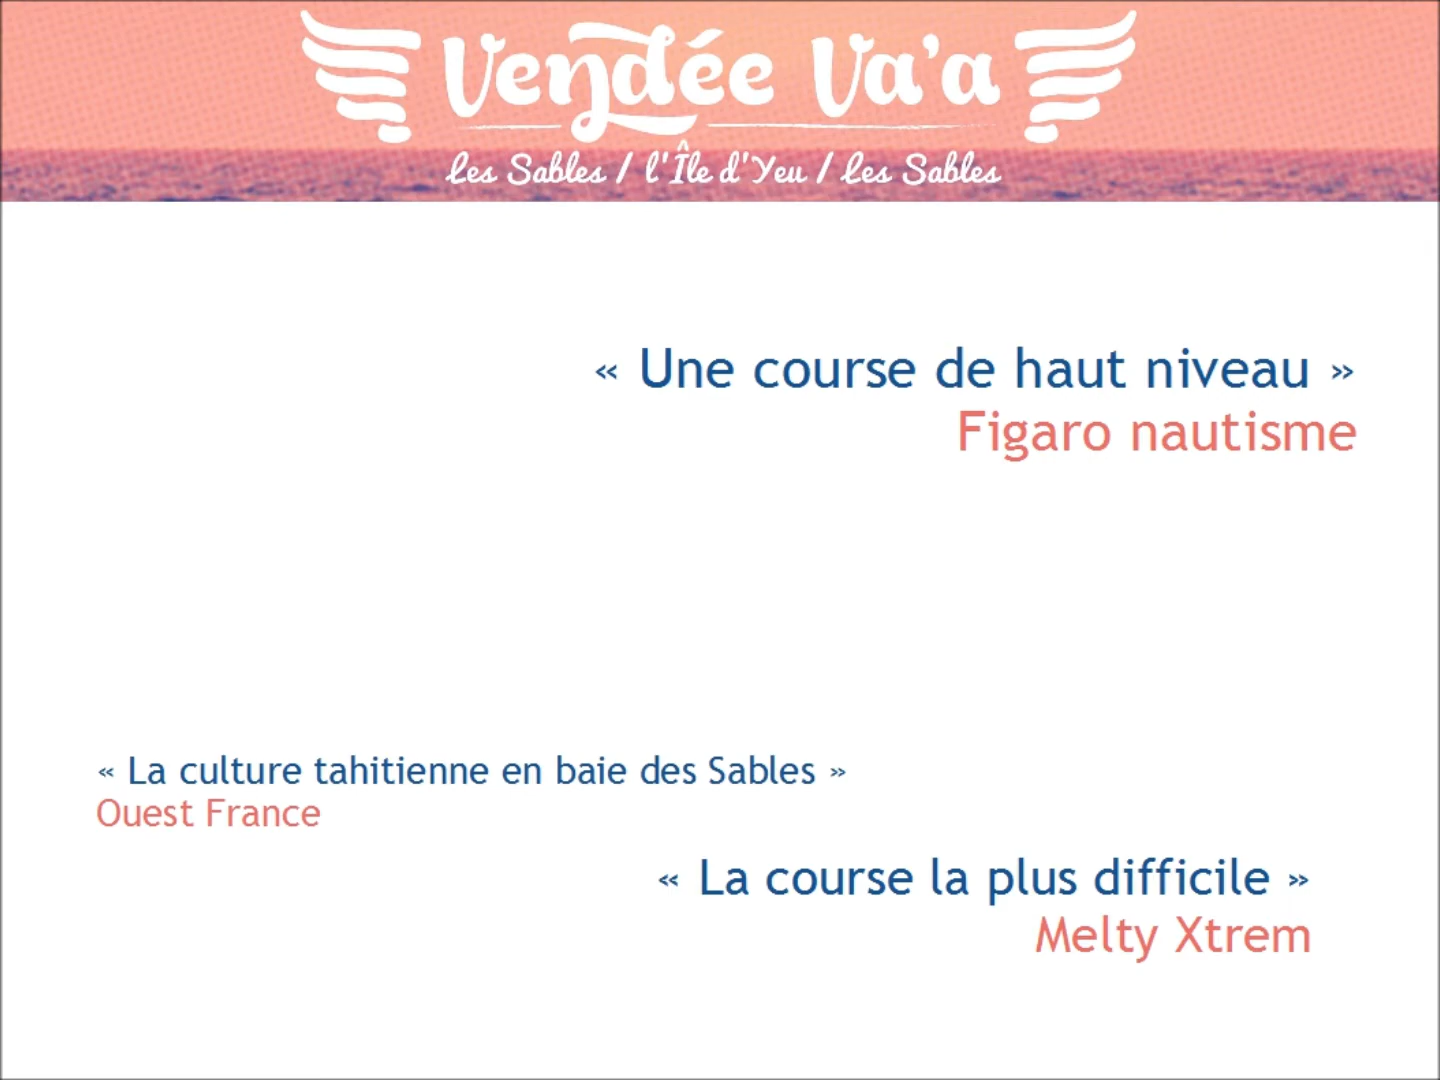 Vendée Va'a
Les Sables / l'Île d'Yeu / Les Sables
« Une course de haut niveau »
Figaro nautisme
« La culture tahitienne en baie des Sables »
Ouest France
« La course la plus difficile »
Melty Xtrem